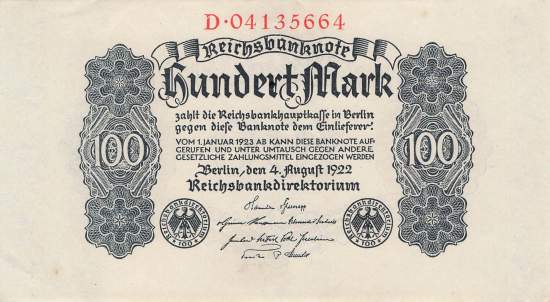 D·04135664
Reichsbanknote
Hundert Mark
zahlt die Reichsbankhauptkasse in Berlin
gegen diese Banknote dem Einlieferer.
VOM 1. JANUAR 1923 AB KANN DIESE BANKNOTE AUF-
GERUFEN UND UNTER UMTAUSCH GEGEN ANDERE
GESETZLICHE ZAHLUNGSMITTEL EINGEZOGEN WERDEN
100 100
Berlin, den 4. August 1922
Reichsbankdirektorium
100 100